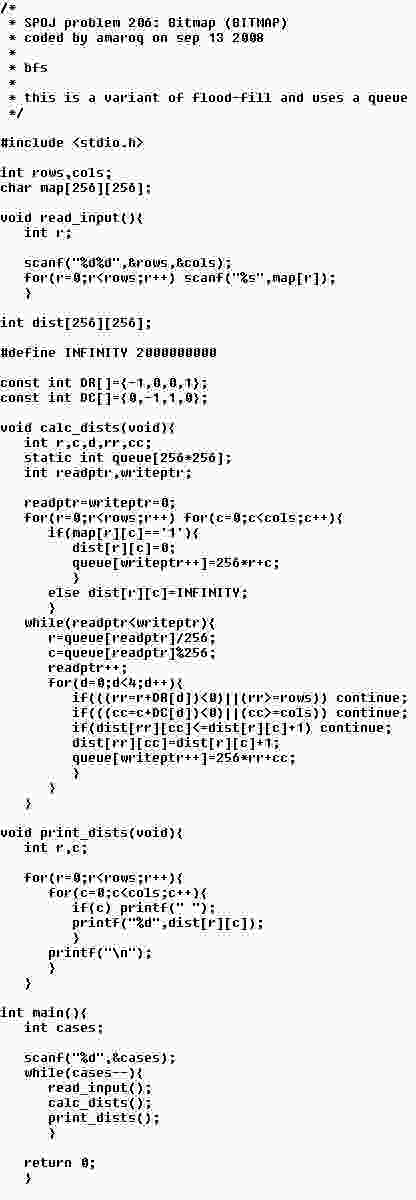 /*
 * SPOJ problem 206: Bitmap (BITMAP)
 * coded by amaroq on sep 13 2008
 *
 * bfs
 *
 * this is a variant of flood-fill and uses a queue
 */

#include <stdio.h>

int rows,cols;
char map[256][256];

void read_input(){
   int r;

   scanf("%d%d",&rows,&cols);
   for(r=0;r<rows;r++) scanf("%s",map[r]);
   }

int dist[256][256];

#define INFINITY 2000000000

const int DR[]={-1,0,0,1};
const int DC[]={0,-1,1,0};

void calc_dists(void){
   int r,c,d,rr,cc;
   static int queue[256*256];
   int readptr,writeptr;

   readptr=writeptr=0;
   for(r=0;r<rows;r++) for(c=0;c<cols;c++){
      if(map[r][c]=='1'){
         dist[r][c]=0;
         queue[writeptr++]=256*r+c;
         }
      else dist[r][c]=INFINITY;
      }
   while(readptr<writeptr){
      r=queue[readptr]/256;
      c=queue[readptr]%256;
      readptr++;
      for(d=0;d<4;d++){
         if(((rr=r+DR[d])<0)||(rr>=rows)) continue;
         if(((cc=c+DC[d])<0)||(cc>=cols)) continue;
         if(dist[rr][cc]<=dist[r][c]+1) continue;
         dist[rr][cc]=dist[r][c]+1;
         queue[writeptr++]=256*rr+cc;
         }
      }
   }

void print_dists(void){
   int r,c;

   for(r=0;r<rows;r++){
      for(c=0;c<cols;c++){
         if(c) printf(" ");
         printf("%d",dist[r][c]);
         }
      printf("\n");
      }
   }

int main(){
   int cases;

   scanf("%d",&cases);
   while(cases--){
      read_input();
      calc_dists();
      print_dists();
      }

   return 0;
   }